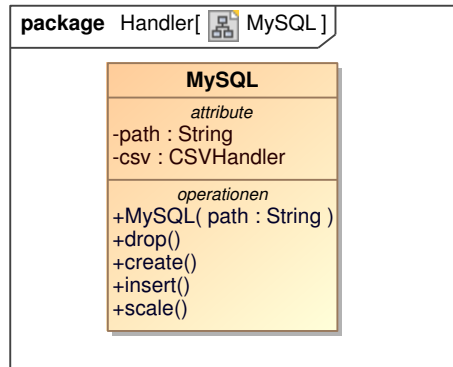 package Handler[ MySQL ]
MySQL
attribute
-path : String
-csv : CSVHandler
operationen
+MySQL( path : String )
+drop()
+create()
+insert()
+scale()